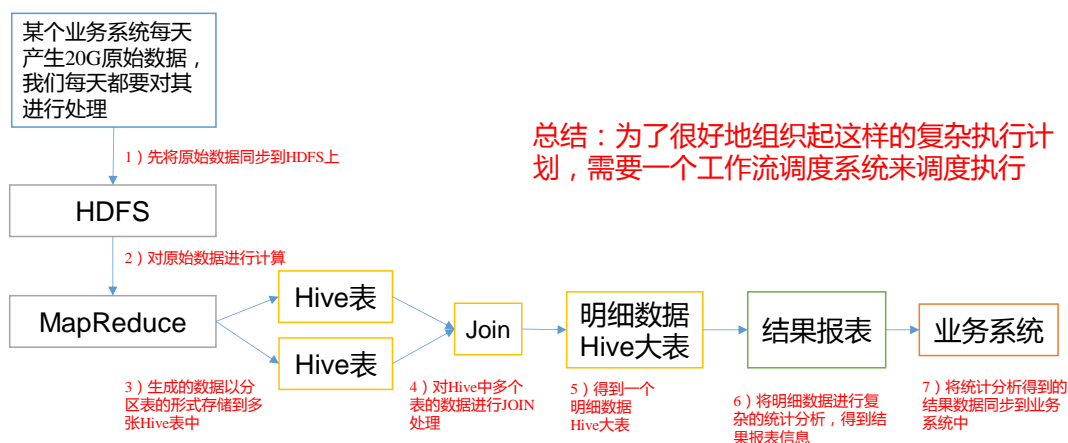 某个业务系统每天
产生20G原始数据，
我们每天都要对其
进行处理
总结：为了很好地组织起这样的复杂执行计
划，需要一个工作流调度系统来调度执行
1）先将原始数据同步到HDFS上
HDFS
2）对原始数据进行计算
MapReduce
Hive表
Hive表
Join
明细数据
Hive大表
结果报表
业务系统
3）生成的数据以分
区表的形式存储到多
张Hive表中
4）对Hive中多个
表的数据进行JOIN
处理
5）得到一个
明细数据
Hive大表
6）将明细数据进行复
杂的统计分析，得到结
果报表信息
7）将统计分析得到的
结果数据同步到业务
系统中